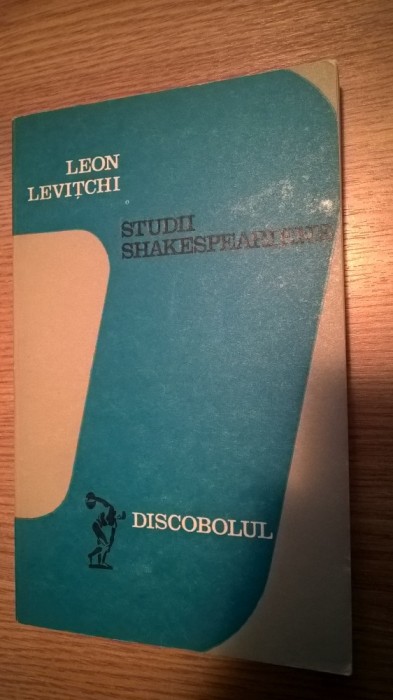 LEON
LEVIȚCHI
STUDII
SHAKESPEARIENE
DISCOBOLUL